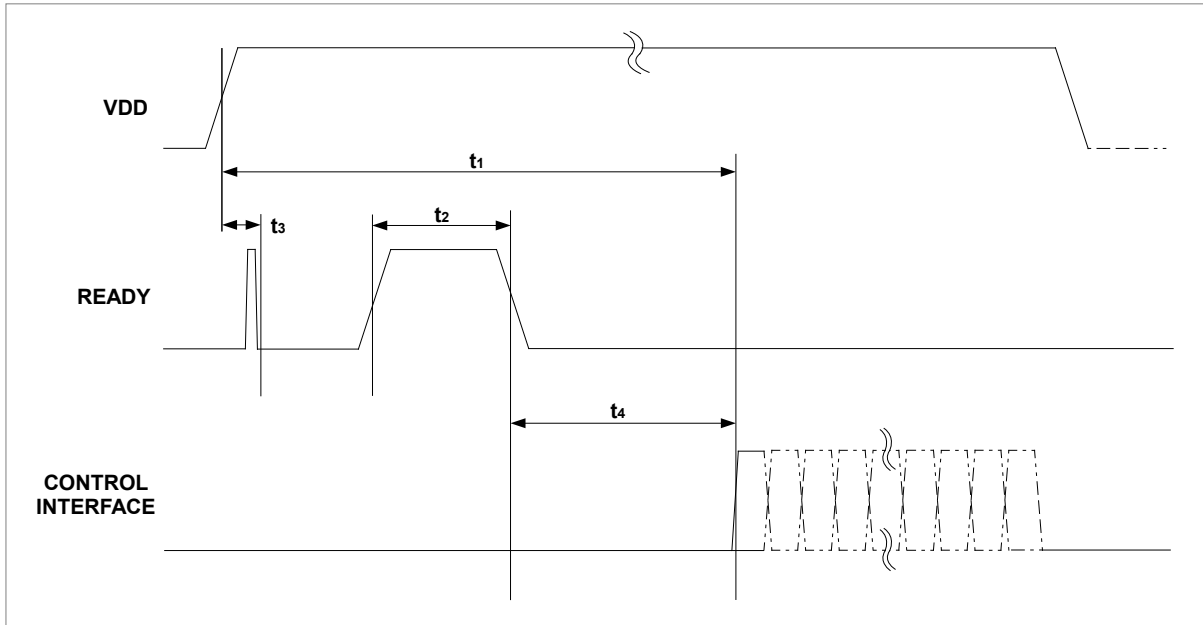 VDD
t1
t3
t2
READY
t4
CONTROL
INTERFACE